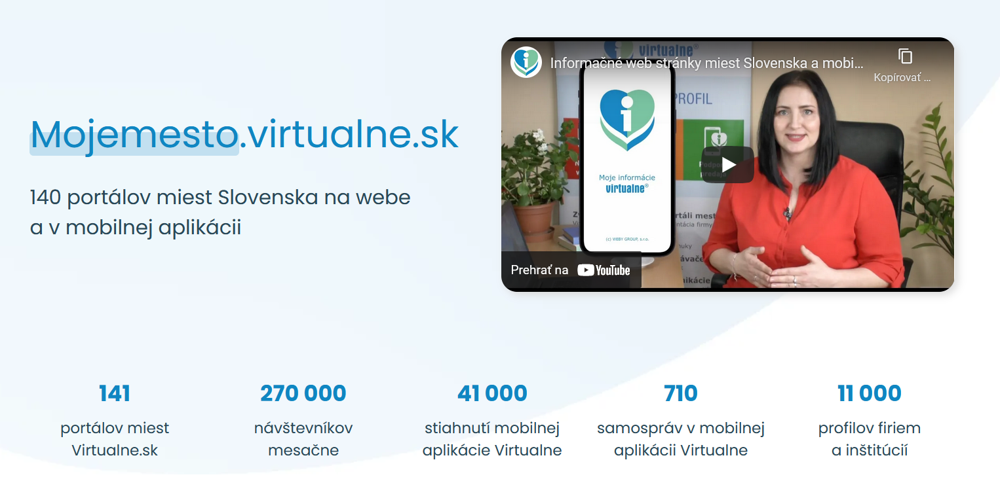 Mojemesto.virtualne.sk
140 portálov miest Slovenska na webe
a v mobilnej aplikácii
virtualne®
Informačné web stránky miest Slovenska a mobi...
Kopírovať ...
PROFIL
Moje informácie
virtualne®
(c) WEBY GROUP, s.r.o.
Prehrať na YouTube
141
portálov miest
Virtualne.sk
270 000
návštevníkov
mesačne
41 000
stiahnutí mobilnej
aplikácie Virtualne
710
samospráv v mobilnej
aplikácii Virtualne
11 000
profilov firiem
a inštitúcií